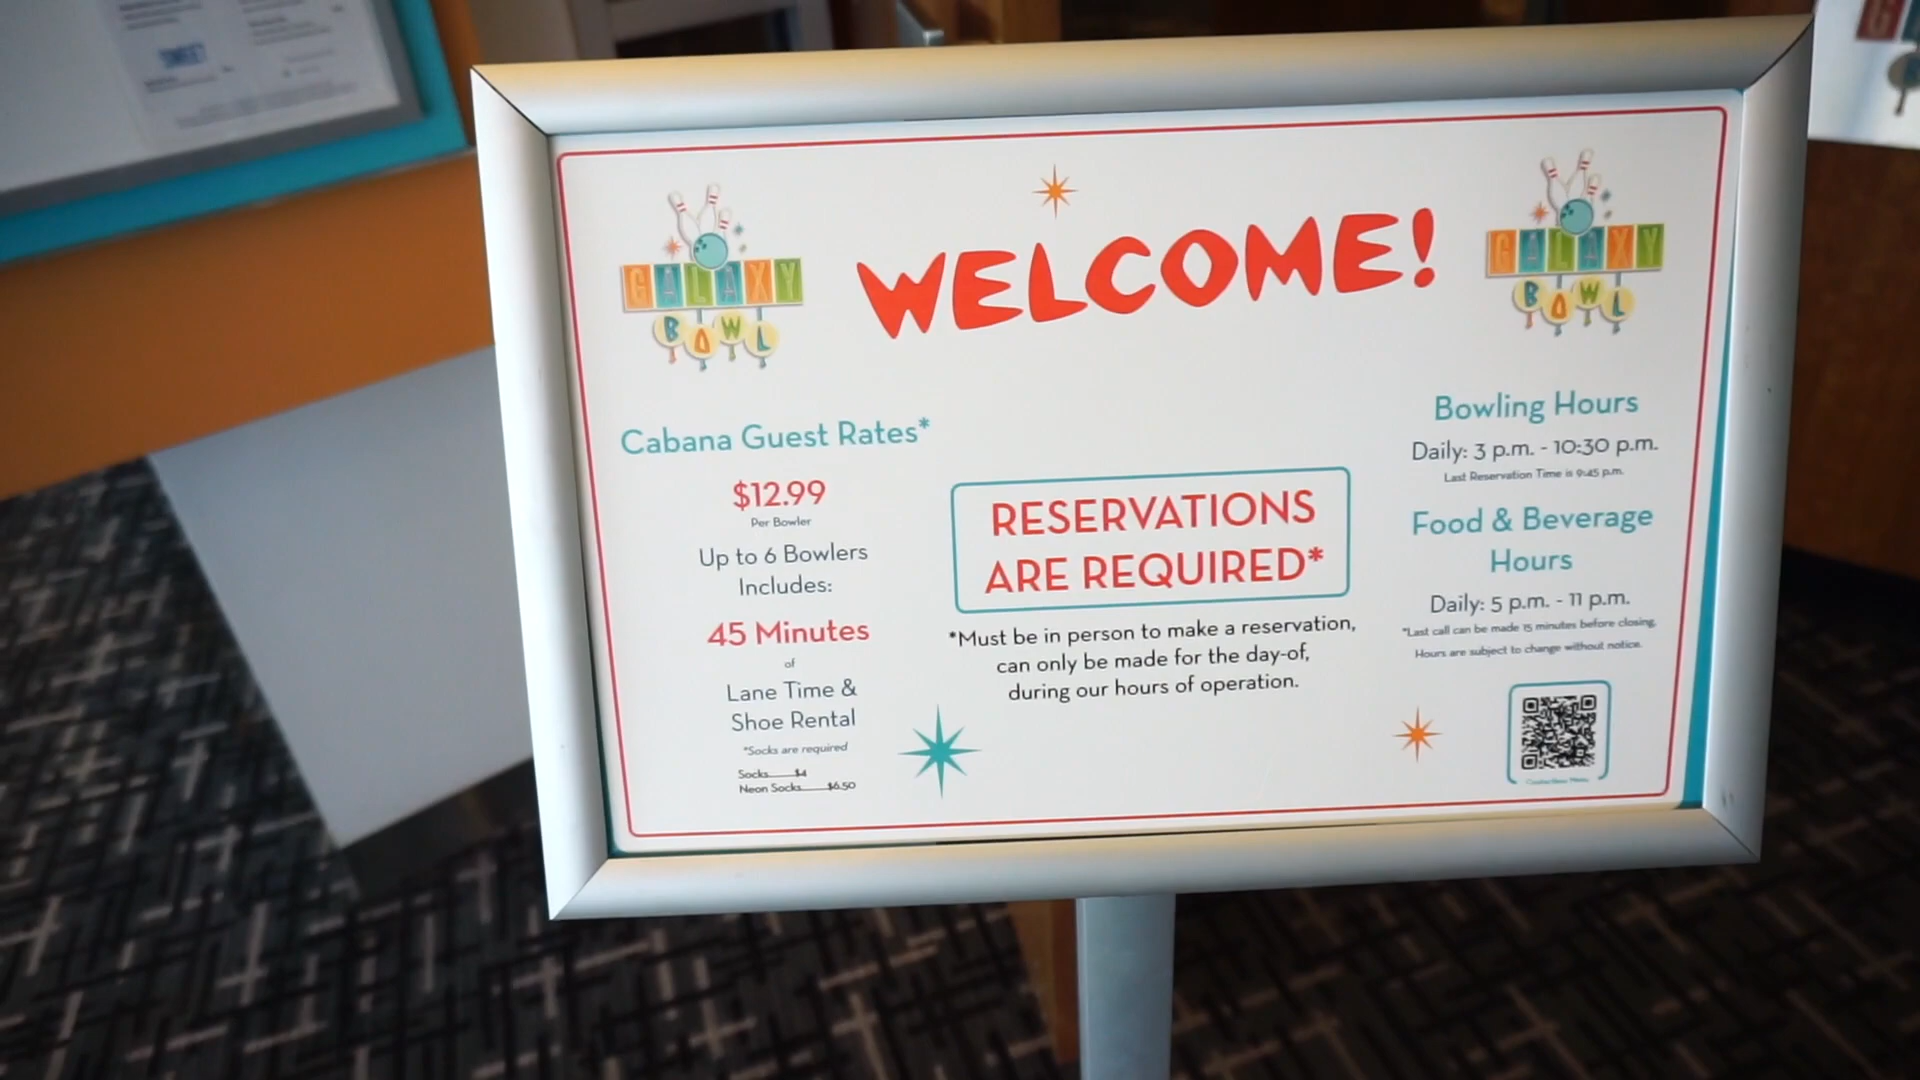 GALAXY
BOWL
WELCOME!
GALAXY
BOWL
Cabana Guest Rates*
$12.99
Per Bowler
Up to 6 Bowlers
Includes:
45 Minutes
of
Lane Time &
Shoe Rental
*Socks are required
Socks____$4
Neon Socks____$6.50
RESERVATIONS
ARE REQUIRED*
*Must be in person to make a reservation,
can only be made for the day-of,
during our hours of operation.
Bowling Hours
Daily: 3 p.m. - 10:30 p.m.
Last Reservation Time is 9:45 p.m.
Food & Beverage
Hours
Daily: 5 p.m. - 11 p.m.
*Last call can be made 15 minutes before closing.
Hours are subject to change without notice.